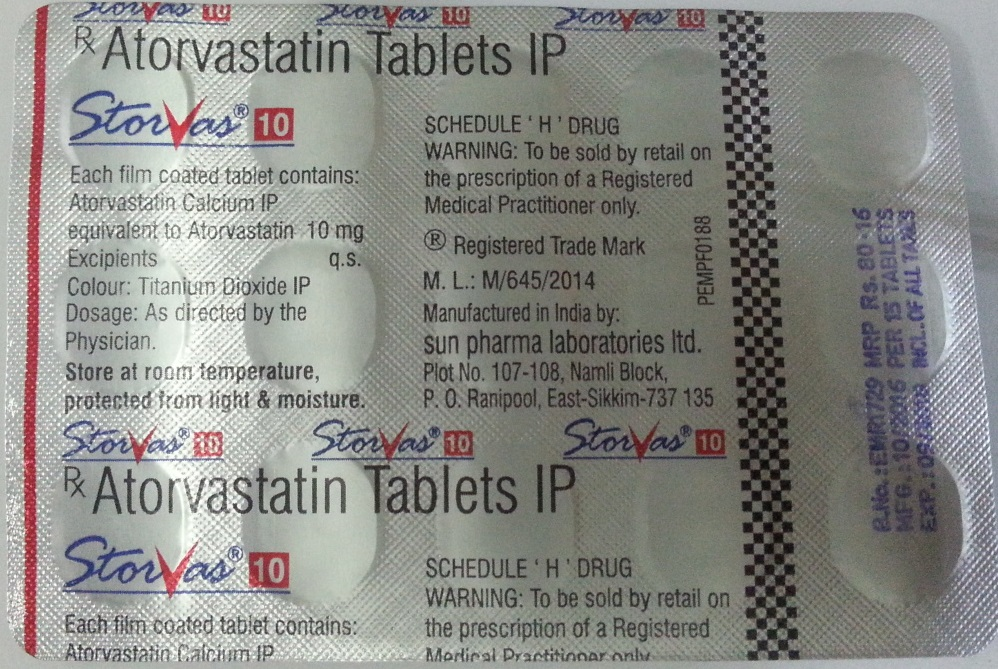 StorVas 10 StorVas 10 StorVas 10
Rx Atorvastatin Tablets IP
StorVas® 10
Each film coated tablet contains:
Atorvastatin Calcium IP
equivalent to Atorvastatin 10 mg
Excipients q.s.
Colour: Titanium Dioxide IP
Dosage: As directed by the
Physician.
Store at room temperature,
protected from light & moisture.
SCHEDULE ' H ' DRUG
WARNING: To be sold by retail on
the prescription of a Registered
Medical Practitioner only.
® Registered Trade Mark
M. L.: M/645/2014
Manufactured in India by:
sun pharma laboratories ltd.
Plot No. 107-108, Namli Block,
P. O. Ranipool, East-Sikkim-737 135
PEMPF0188
B.No.:EMR1729 MRP Rs. 80·16
MFG.:10/2016 PER 15 TABLETS
EXP.:09/ INCL.OF ALL TAXES
StorVas® 10 StorVas® 10 StorVas® 10
Rx Atorvastatin Tablets IP
StorVas® 10
Each film coated tablet contains:
Atorvastatin Calcium IP
SCHEDULE ' H ' DRUG
WARNING: To be sold by retail on
the prescription of a Registered
Medical Practitioner only.